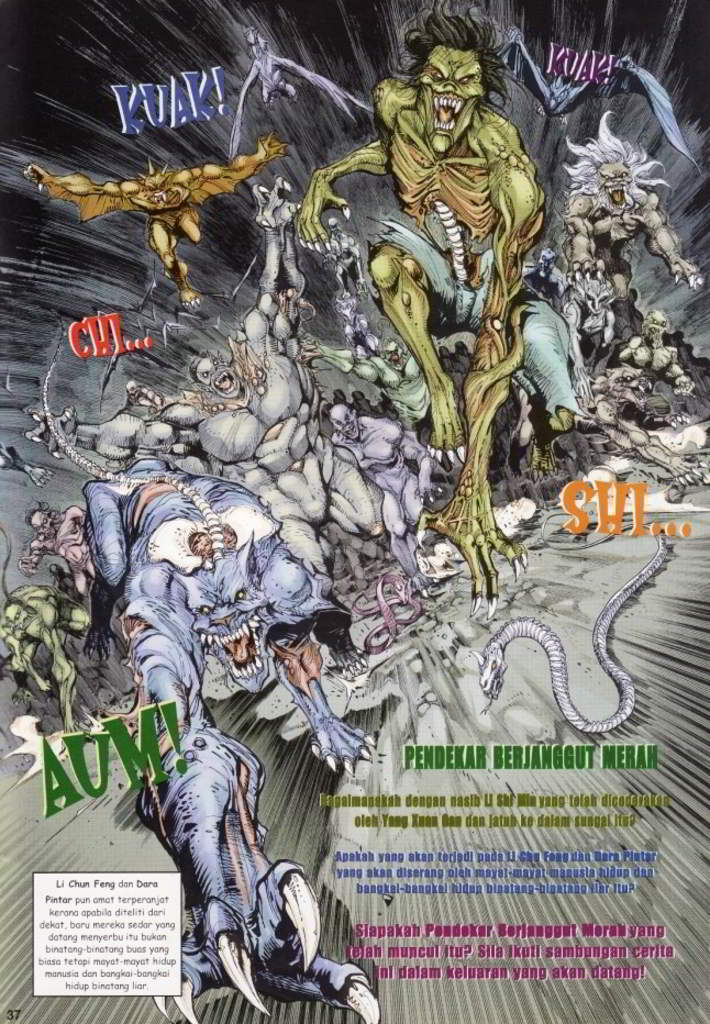 KUAK!
KUAK!
CHI...
SHI...
AUM!
PENDEKAR BERJANGGUT MERAH
Bagaimanakah dengan nasib Li Shi Min yang telah dicederakan
oleh Yang Xuan Gan dan jatuh ke dalam sungai itu?
Apakah yang akan terjadi pada Li Chun Feng dan Dara Pintar
yang akan diserang oleh mayat-mayat manusia hidup dan
bangkai-bangkai hidup binatang-binatang liar itu?
Siapakah Pendekar Berjanggut Merah yang
telah muncul itu? Sila ikuti sambungan cerita
ini dalam keluaran yang akan datang!
Li Chun Feng dan Dara
Pintar pun amat terperanjat
kerana apabila diteliti dari
dekat, baru mereka sedar yang
datang menyerbu itu bukan
binatang-binatang buas yang
biasa tetapi mayat-mayat hidup
manusia dan bangkai-bangkai
hidup binatang liar.
37